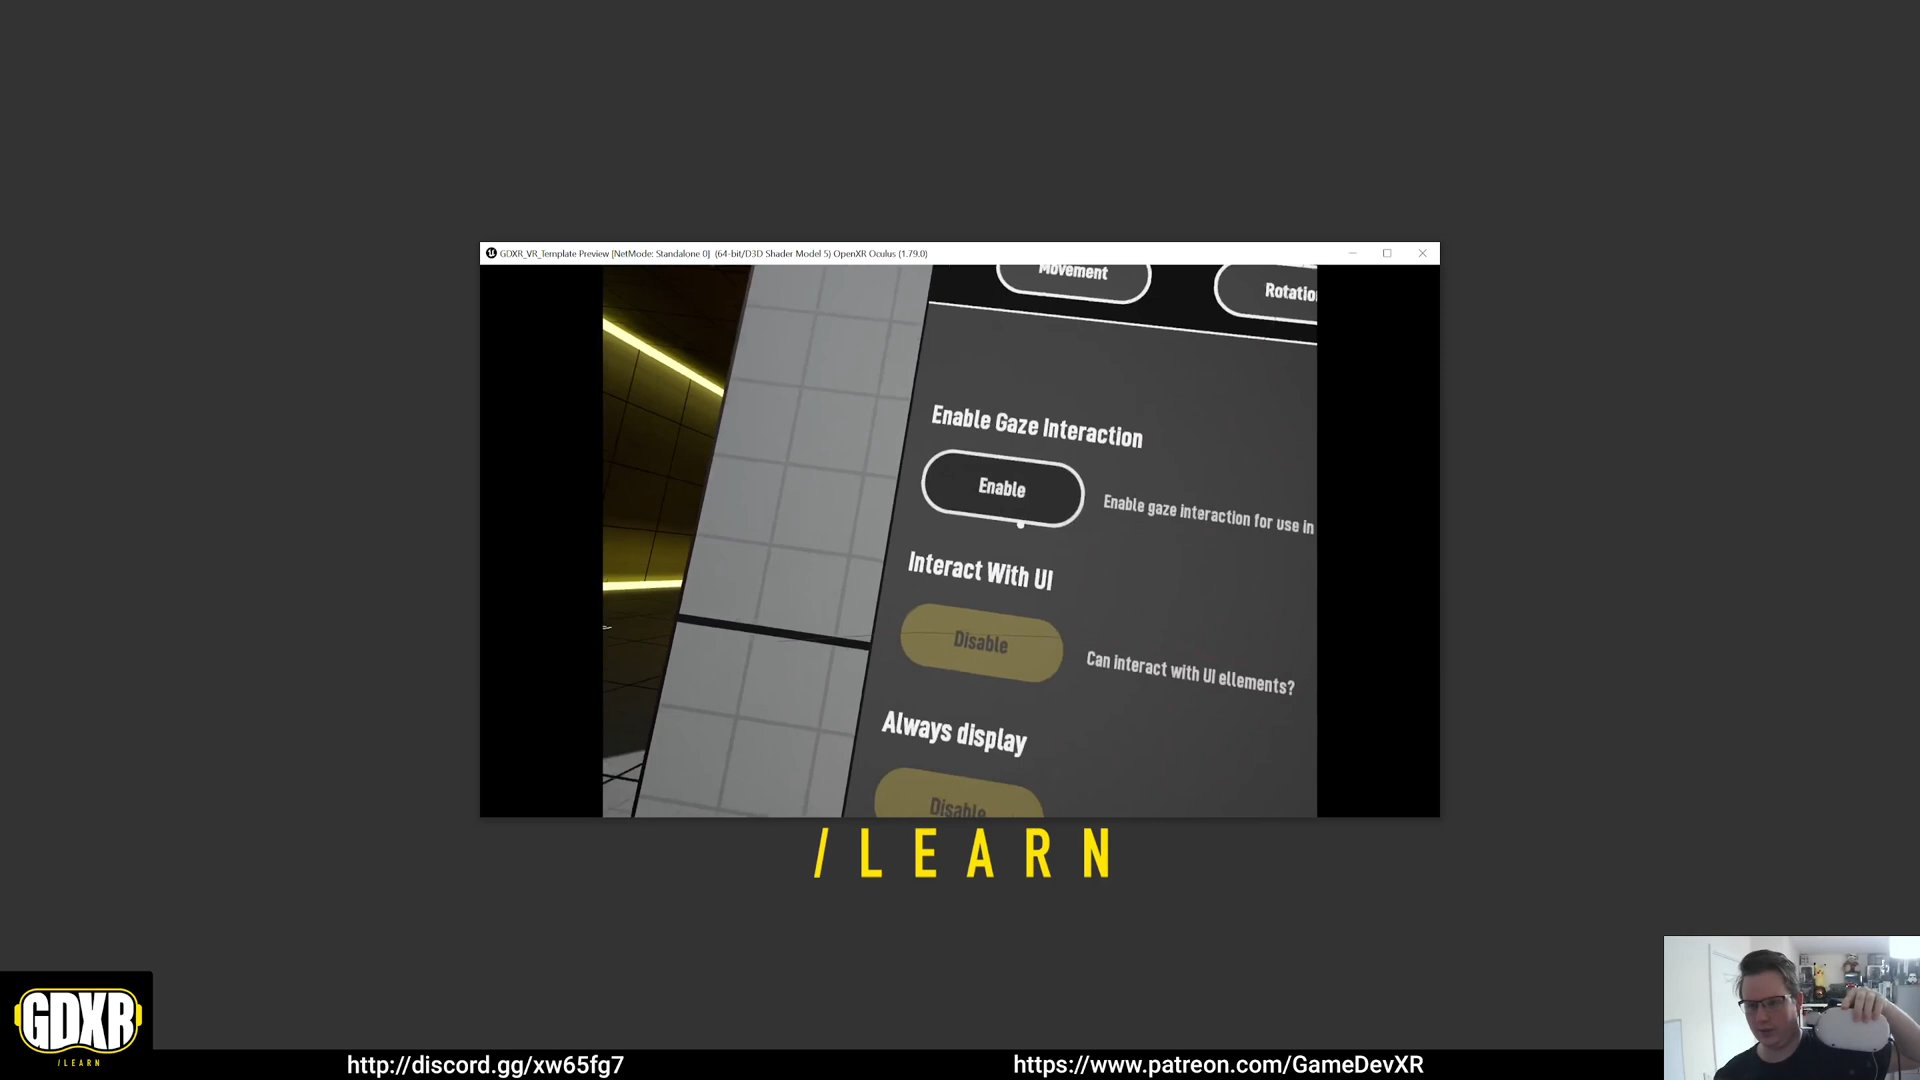 GDXR_VR_Template Preview [NetMode: Standalone 0] (64-bit/D3D Shader Model 5) OpenXR Oculus (1.79.0)
Movement
Rotatio
Enable Gaze Interaction
Enable
Enable gaze interaction for use in
Interact With UI
Disable
Can interact with UI ellements?
Always display
Disable
/LEARN
GDXR
/LEARN
http://discord.gg/xw65fg7
https://www.patreon.com/GameDevXR